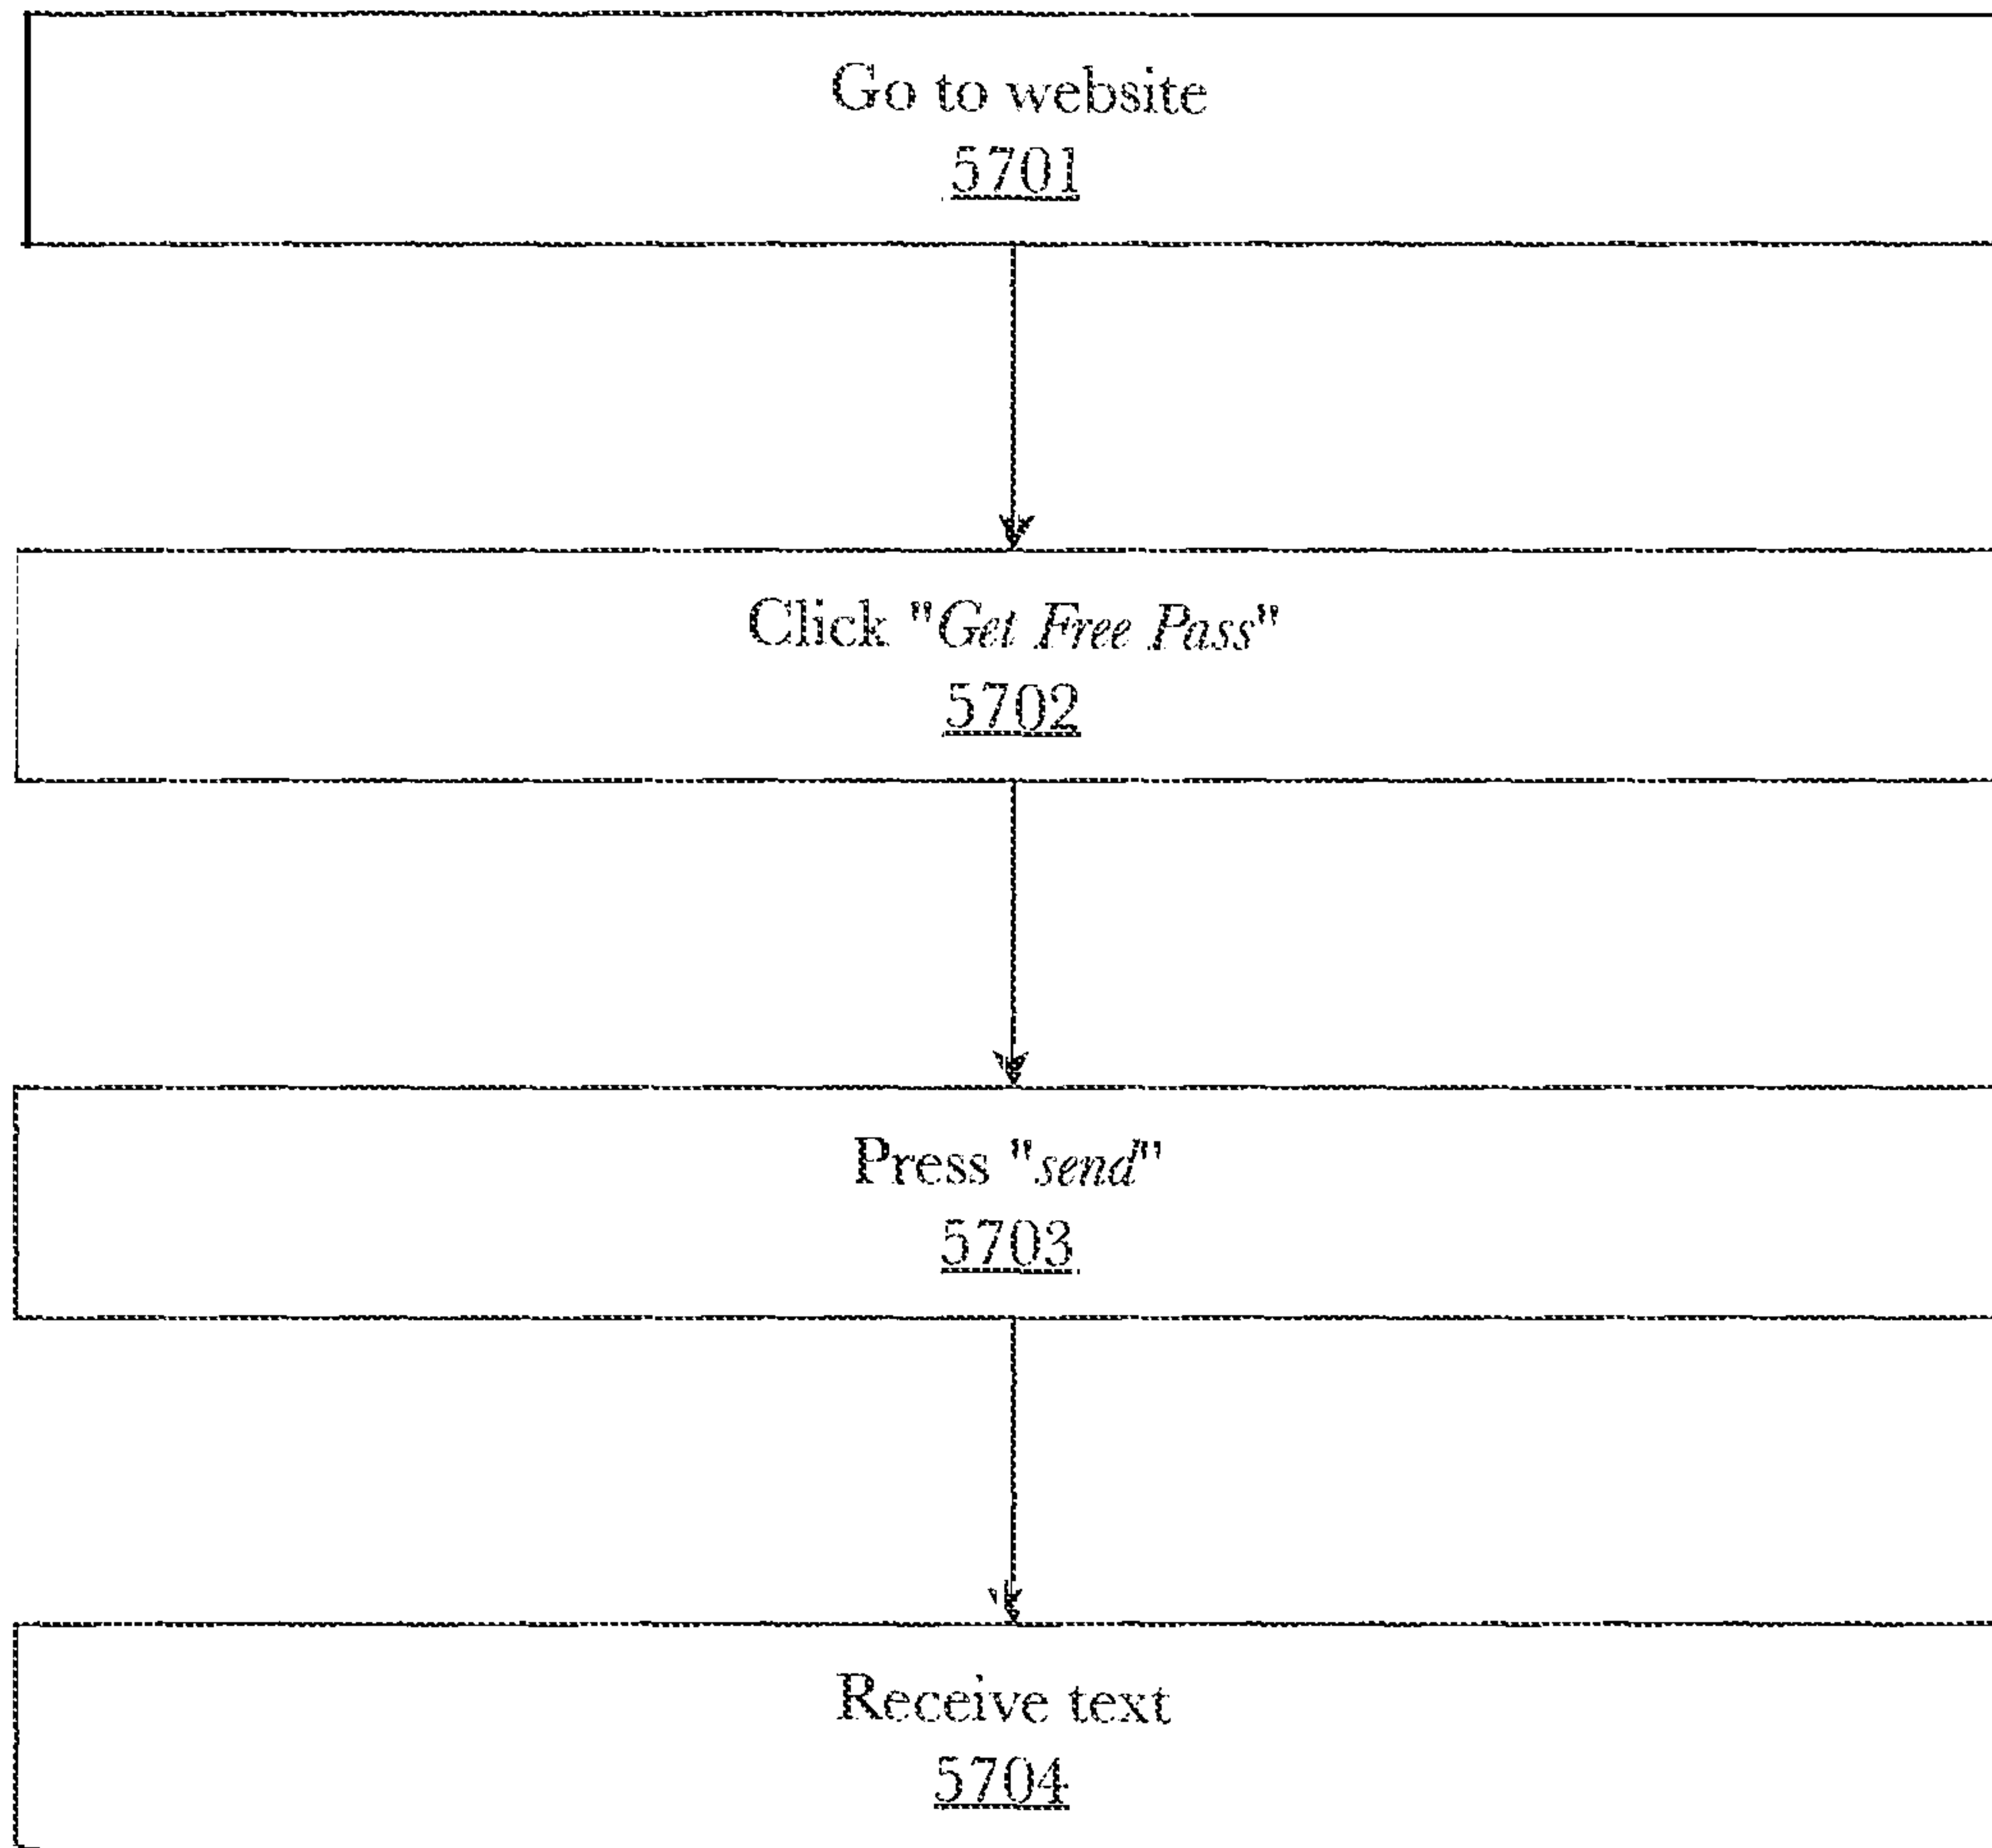 Go to website
5701
Click "Get Free Pass"
5702
Press "send"
5703
Receive text
5704